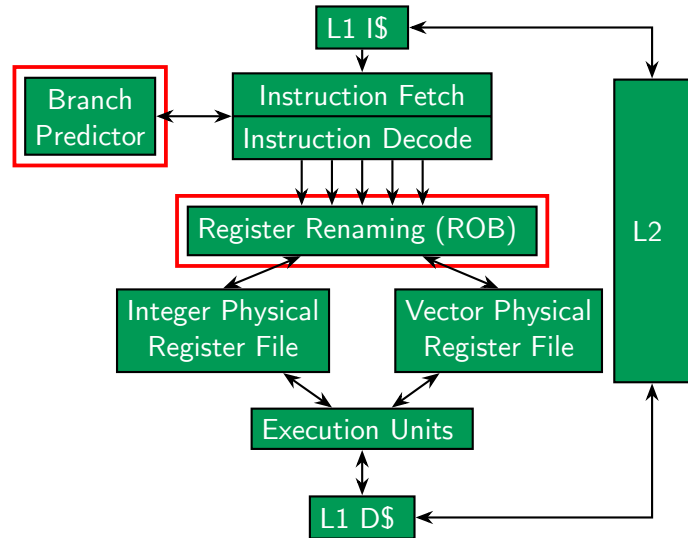 L1 I$
Branch
Predictor
Instruction Fetch
Instruction Decode
Register Renaming (ROB)
L2
Integer Physical
Register File
Vector Physical
Register File
Execution Units
L1 D$